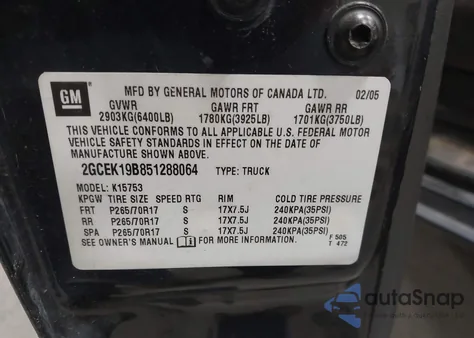 GM
MFD BY GENERAL MOTORS OF CANADA LTD. 02/05
GVWR GAWR FRT GAWR RR
2903KG(6400LB) 1780KG(3925LB) 1701KG(3750LB)
THIS VEHICLE CONFORMS TO ALL APPLICABLE U.S. FEDERAL MOTOR
VEHICLE SAFETY STANDARDS IN EFFECT ON THE DATE OF
MANUFACTURE SHOWN ABOVE.
2GCEK19B851288064 TYPE: TRUCK
MODEL: K15753
KPGW TIRE SIZE SPEED RTG RIM COLD TIRE PRESSURE
FRT P265/70R17 S 17X7.5J 240KPA(35PSI)
RR P265/70R17 S 17X7.5J 240KPA(35PSI)
SPA P265/70R17 S 17X7.5J 240KPA(35PSI)
SEE OWNER'S MANUAL FOR MORE INFORMATION. F 505
T 472
autaSnap